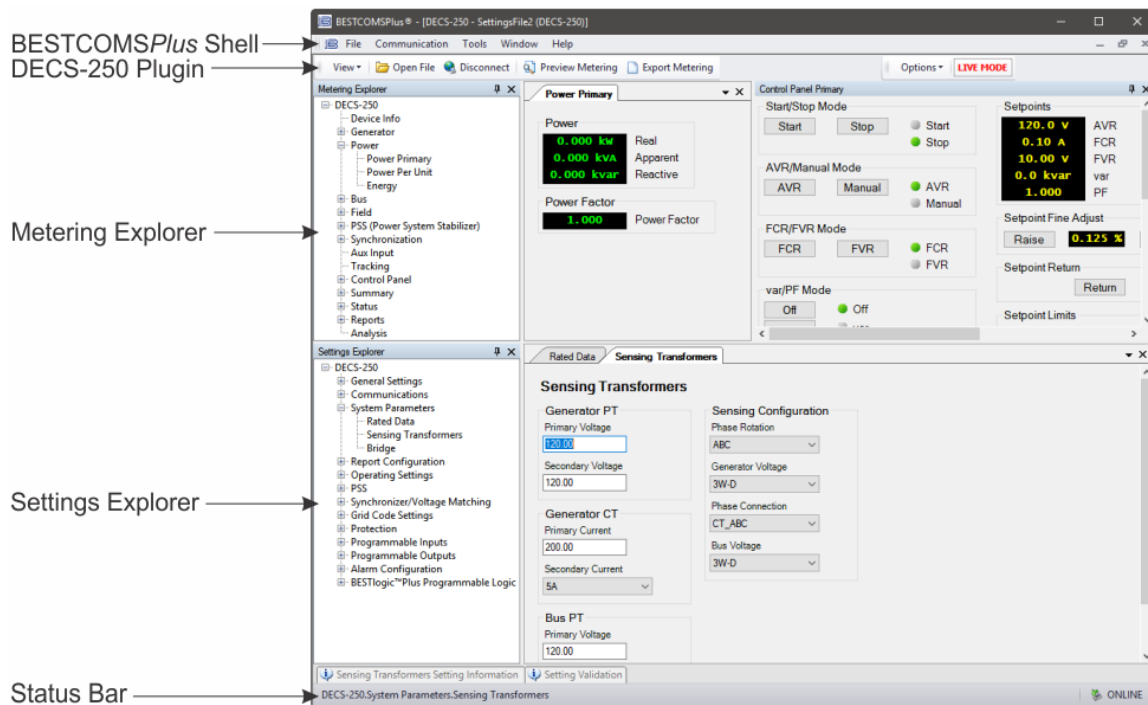 BESTCOMSPlus® - [DECS-250 - SettingsFile2 (DECS-250)]
BESTCOMSPlus Shell
File Communication Tools Window Help
DECS-250 Plugin
View Open File Disconnect Preview Metering Export Metering Options LIVE MODE
Metering Explorer
Metering Explorer
DECS-250
Device Info
Generator
Power
Power Primary
Power Per Unit
Energy
Bus
Field
PSS (Power System Stabilizer)
Synchronization
Aux Input
Tracking
Control Panel
Summary
Status
Reports
Analysis
Power Primary
Power
0.000 kW Real
0.000 kVA Apparent
0.000 kvar Reactive
Power Factor
1.000 Power Factor
Control Panel Primary
Start/Stop Mode
Start Stop Start
Stop
AVR/Manual Mode
AVR Manual AVR
Manual
FCR/FVR Mode
FCR FVR FCR
FVR
var/PF Mode
Off Off
Setpoints
120.0 V AVR
0.10 A FCR
10.00 V FVR
0.0 kvar var
1.000 PF
Setpoint Fine Adjust
Raise 0.125 %
Setpoint Return
Return
Setpoint Limits
Settings Explorer
Settings Explorer
DECS-250
General Settings
Communications
System Parameters
Rated Data
Sensing Transformers
Bridge
Report Configuration
Operating Settings
PSS
Synchronizer/Voltage Matching
Grid Code Settings
Protection
Programmable Inputs
Programmable Outputs
Alarm Configuration
BESTlogic™Plus Programmable Logic
Rated Data Sensing Transformers
Sensing Transformers
Generator PT
Primary Voltage
120.00
Secondary Voltage
120.00
Generator CT
Primary Current
200.00
Secondary Current
5A
Bus PT
Primary Voltage
120.00
Sensing Configuration
Phase Rotation
ABC
Generator Voltage
3W-D
Phase Connection
CT_ABC
Bus Voltage
3W-D
Sensing Transformers Setting Information Setting Validation
Status Bar
DECS-250.System Parameters.Sensing Transformers ONLINE